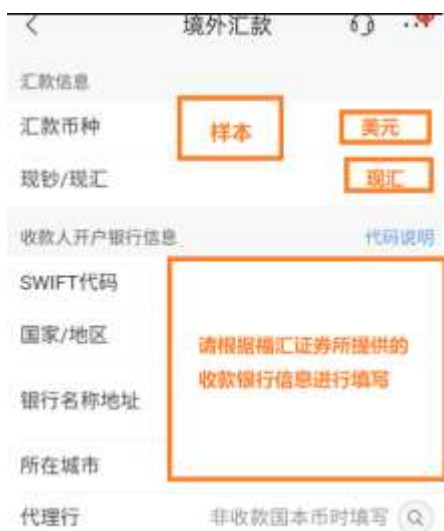 境外汇款
汇款信息
汇款币种 样本 美元
现钞/现汇 现汇
收款人开户银行信息 代码说明
SWIFT代码
国家/地区
请根据福汇证券所提供的
收款银行信息进行填写
银行名称地址
所在城市
代理行 非收款国本币时填写